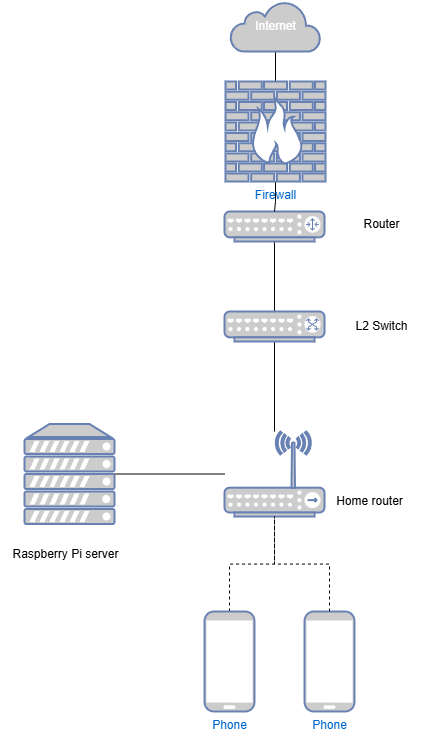 Internet
Firewall
Router
L2 Switch
Home router
Raspberry Pi server
Phone
Phone